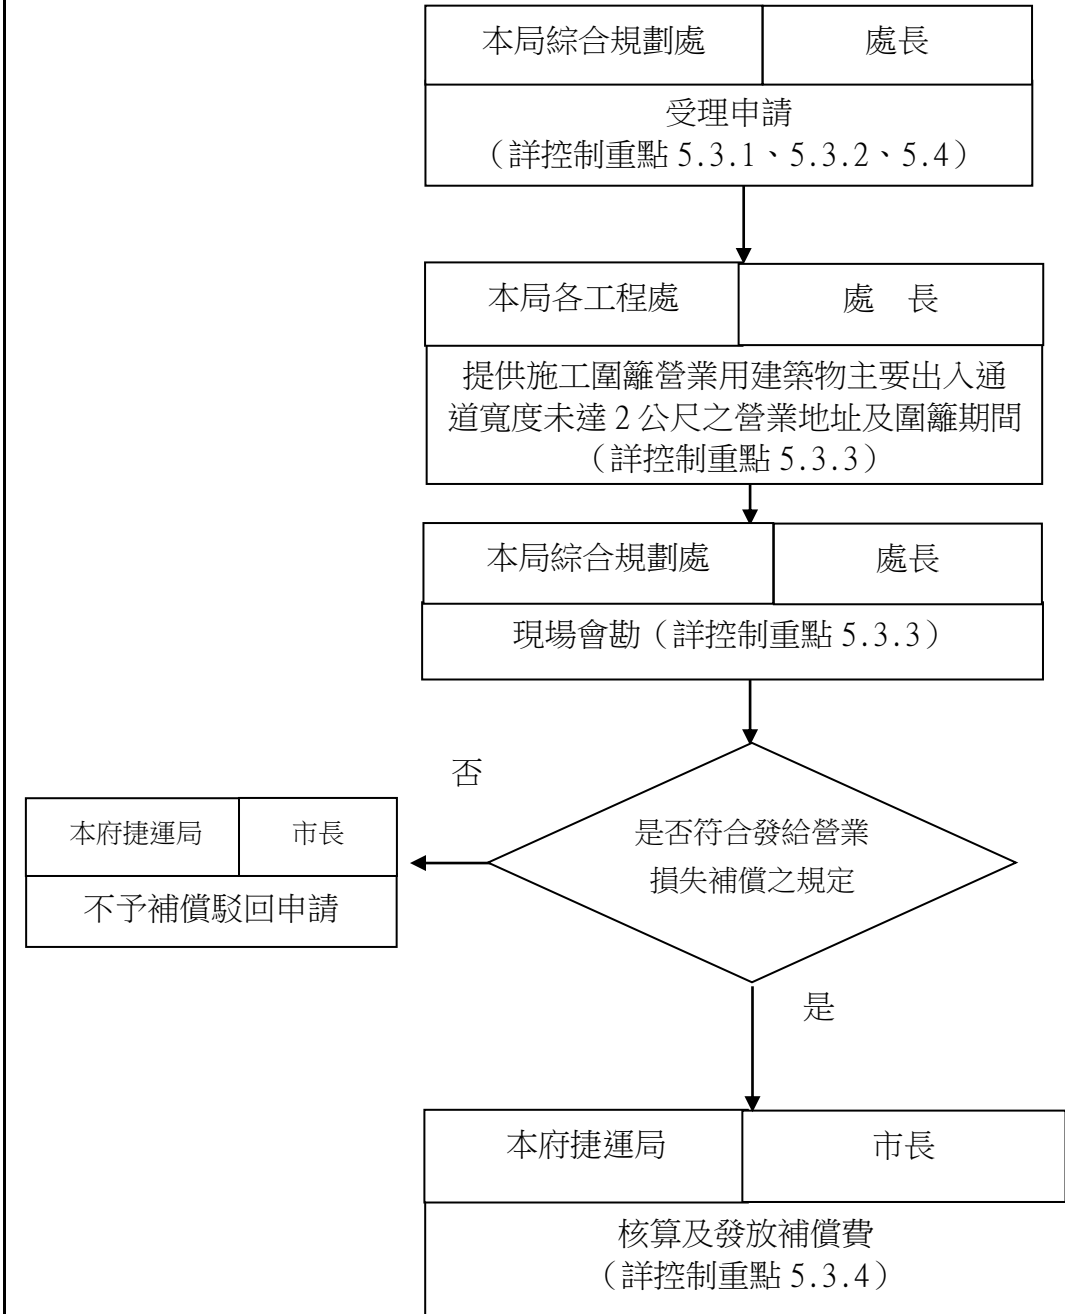 本局綜合規劃處 處長
受理申請
（詳控制重點 5.3.1、5.3.2、5.4）
本局各工程處 處　長
提供施工圍籬營業用建築物主要出入通
道寬度未達 2 公尺之營業地址及圍籬期間
（詳控制重點 5.3.3）
本局綜合規劃處 處長
現場會勘（詳控制重點 5.3.3）
否
本府捷運局 市長
不予補償駁回申請
是否符合發給營業
損失補償之規定
是
本府捷運局 市長
核算及發放補償費
（詳控制重點 5.3.4）